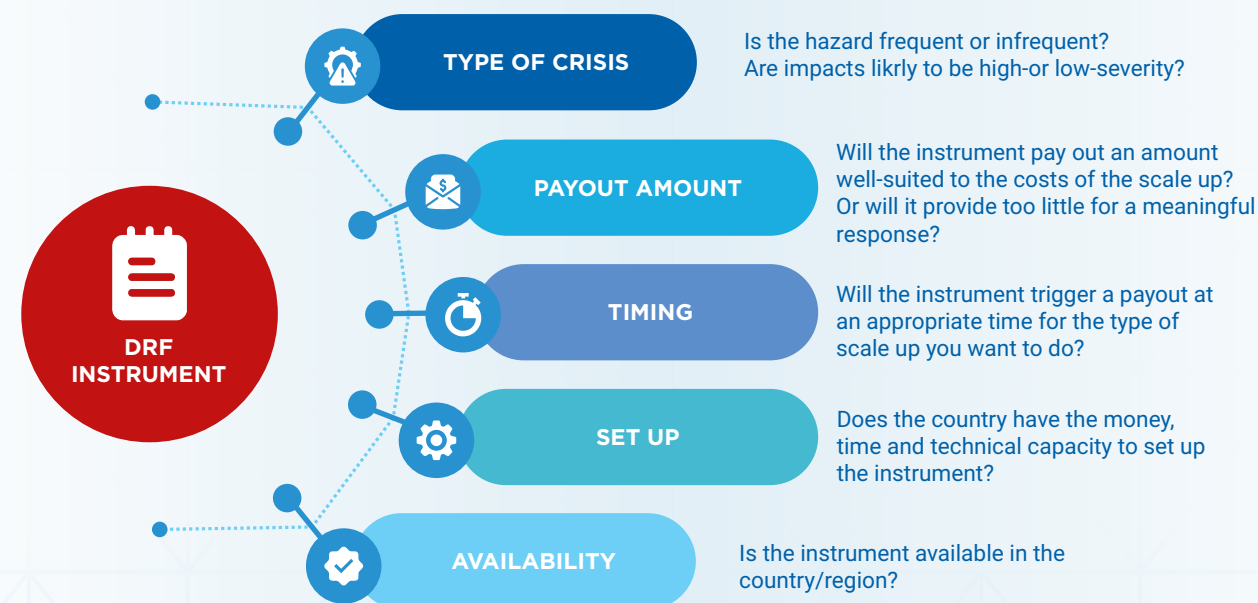 TYPE OF CRISIS
Is the hazard frequent or infrequent?
Are impacts likrly to be high-or low-severity?
PAYOUT AMOUNT
Will the instrument pay out an amount
well-suited to the costs of the scale up?
Or will it provide too little for a meaningful
response?
DRF
INSTRUMENT
TIMING
Will the instrument trigger a payout at
an appropriate time for the type of
scale up you want to do?
SET UP
Does the country have the money,
time and technical capacity to set up
the instrument?
AVAILABILITY
Is the instrument available in the
country/region?